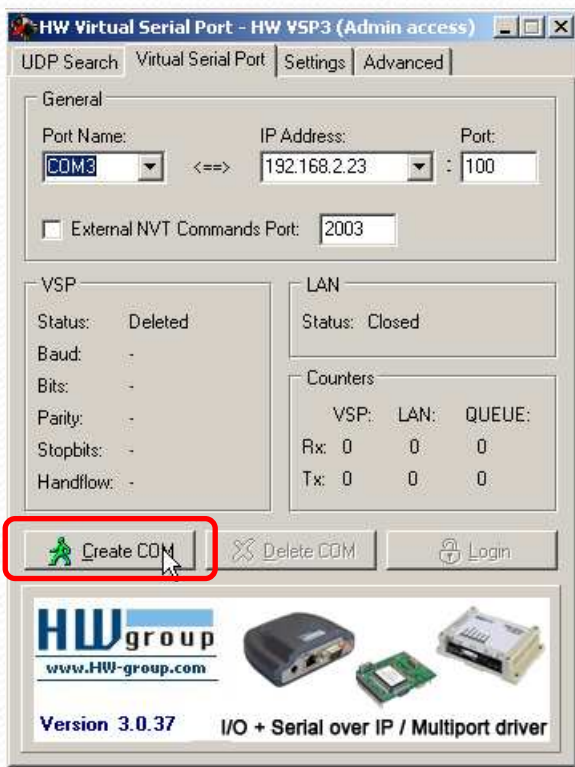 HW Virtual Serial Port - HW VSP3 (Admin access)
UDP Search Virtual Serial Port Settings Advanced
General
Port Name: IP Address: Port:
COM3 <==> 192.168.2.23 : 100
External NVT Commands Port: 2003
VSP
Status: Deleted
Baud: -
Bits: -
Parity: -
Stopbits: -
Handflow: -
LAN
Status: Closed
Counters
VSP: LAN: QUEUE:
Rx: 0 0 0
Tx: 0 0 0
Create COM Delete COM Login
HW group
www.HW-group.com
Version 3.0.37
I/O + Serial over IP / Multiport driver